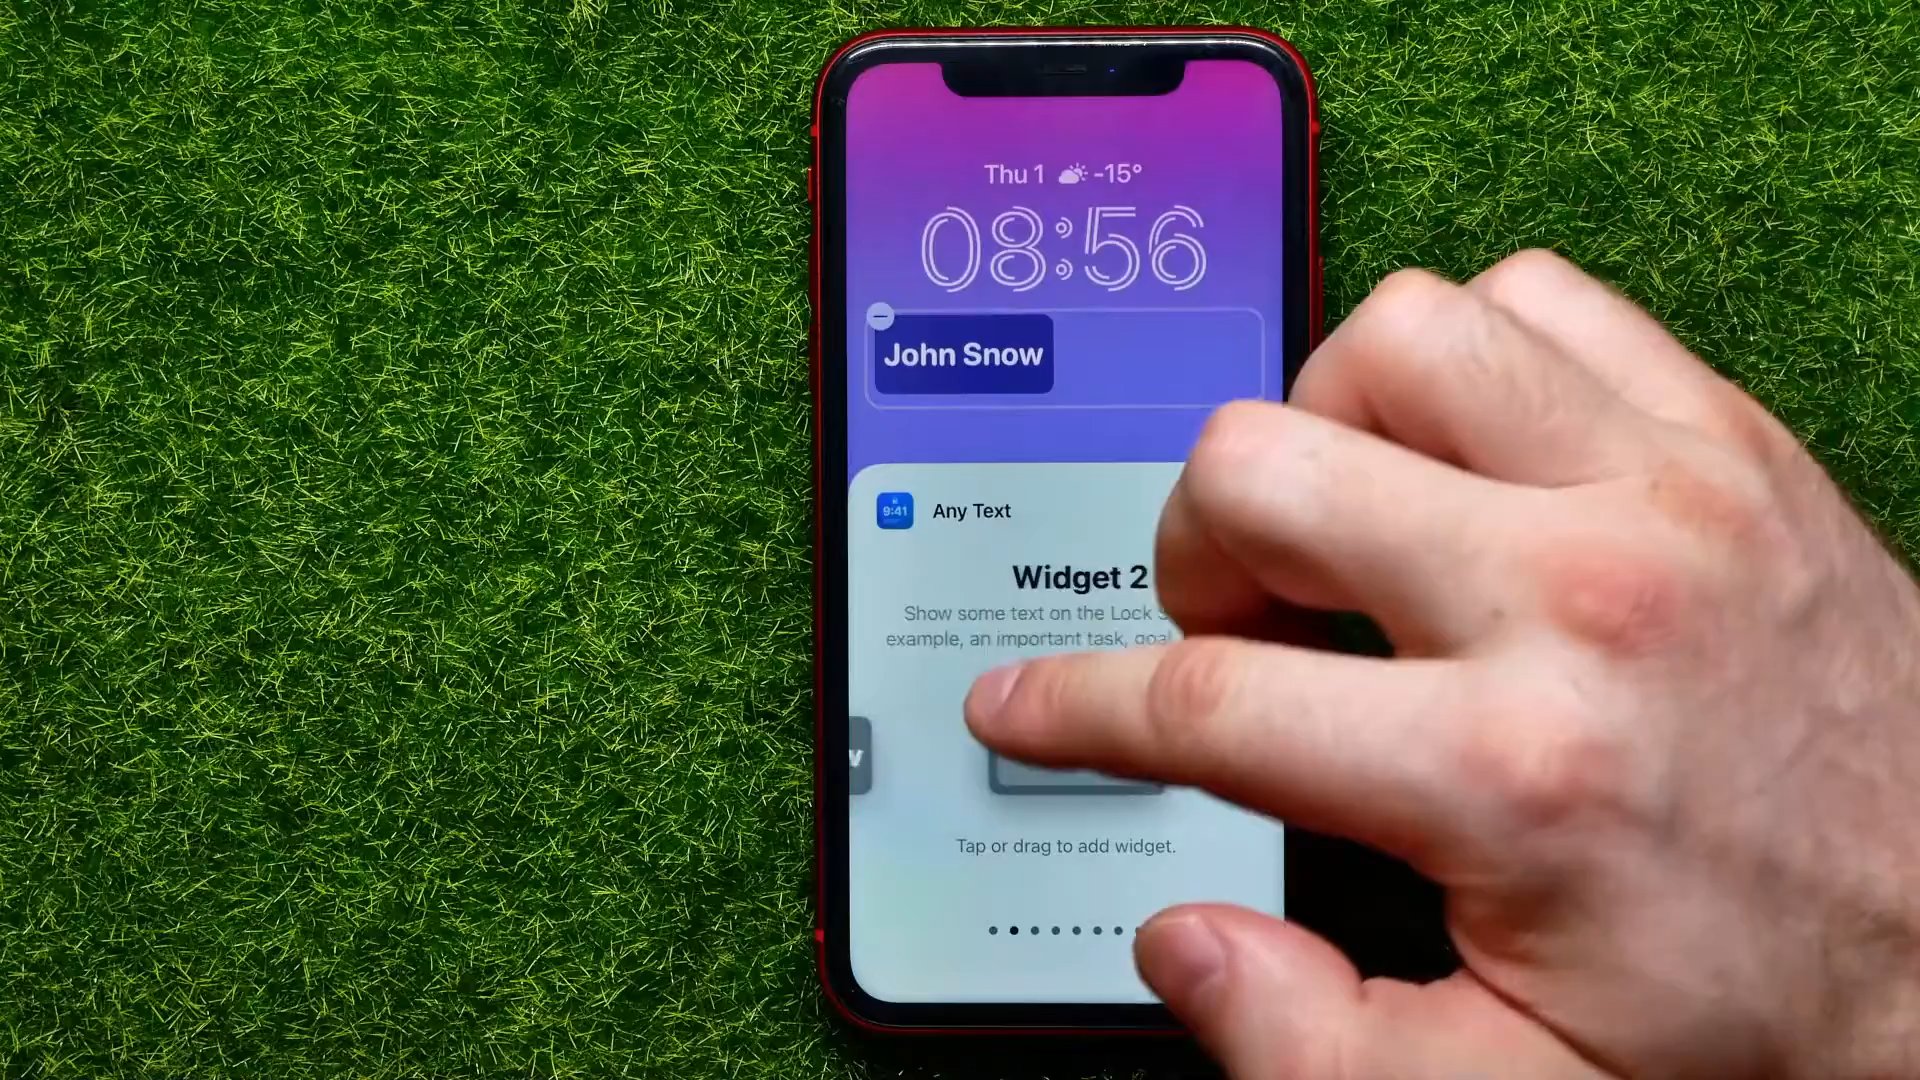 Thu 1 -15°
08:56
John Snow
9:41
Any Text
Widget 2
Show some text on the Lock
example, an important task, goal
Tap or drag to add widget.